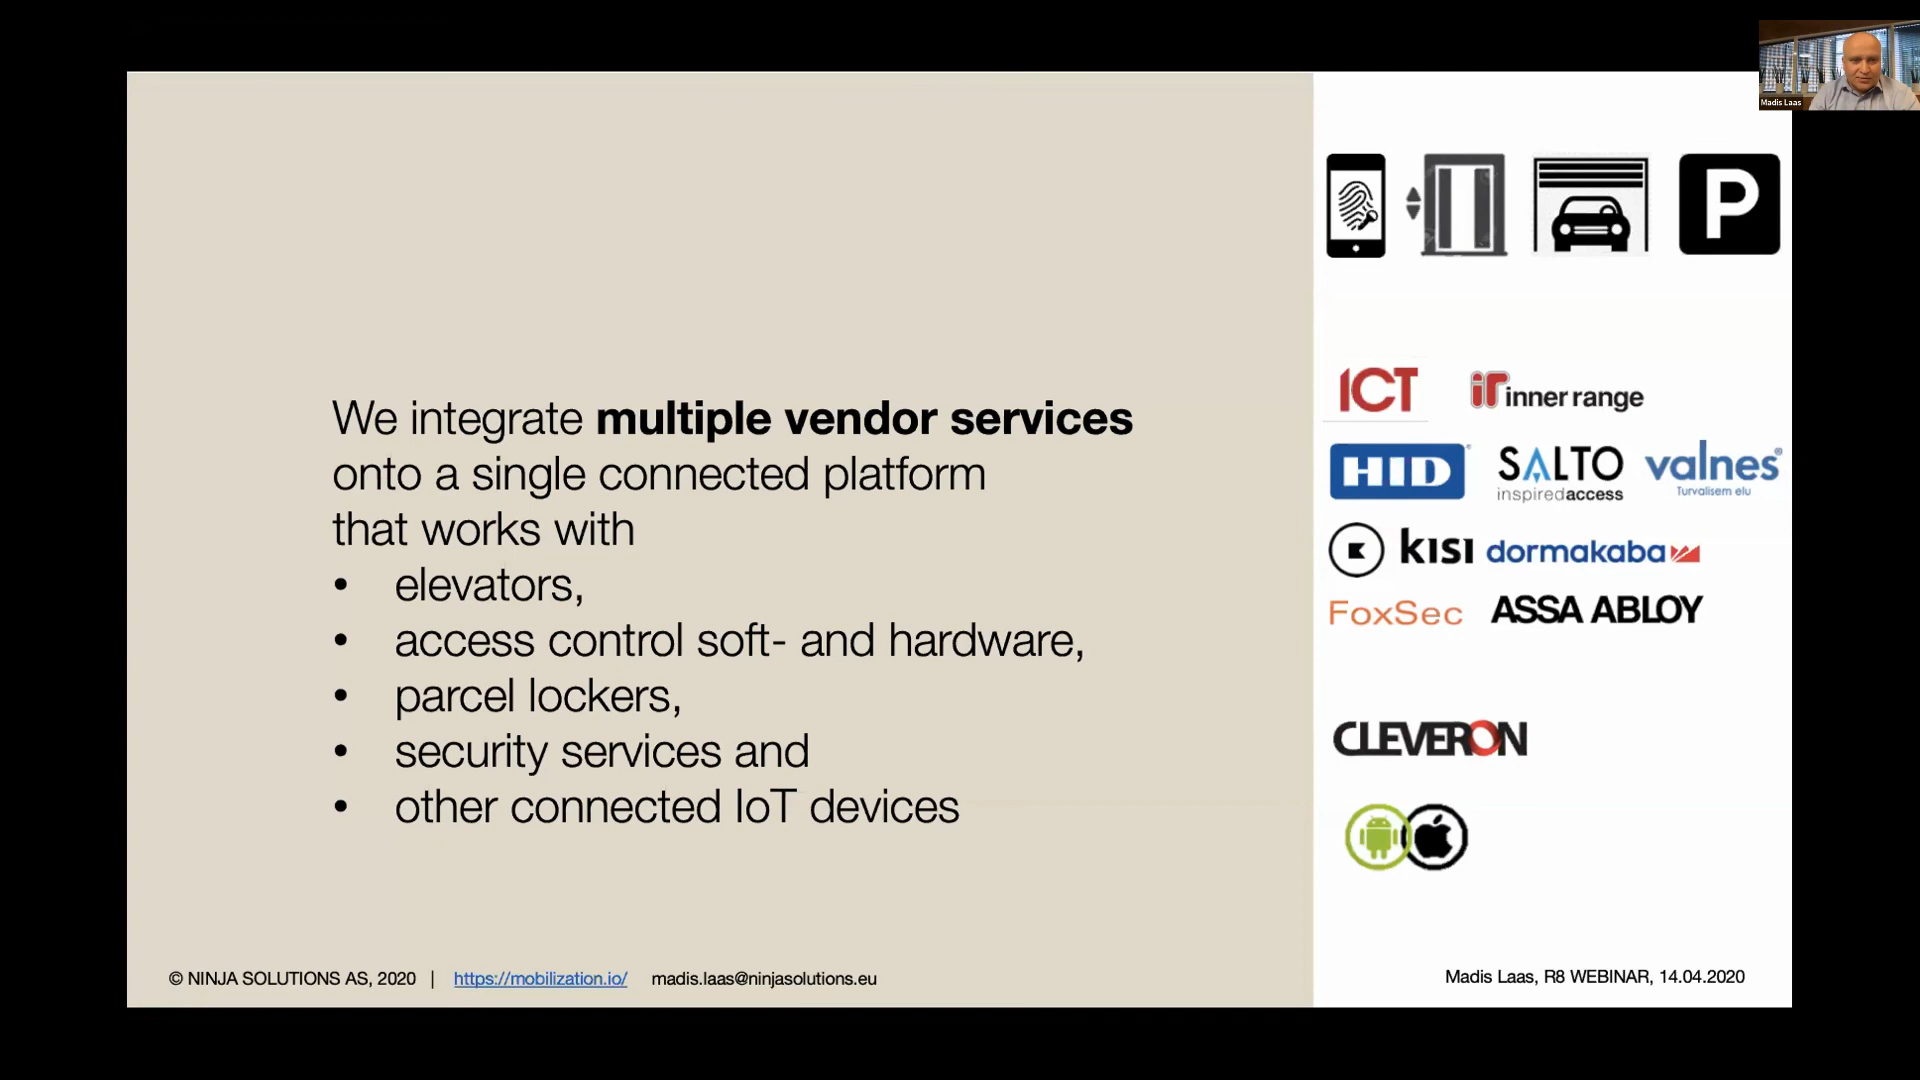 Madis Laas
P
We integrate multiple vendor services
onto a single connected platform
that works with
• elevators,
• access control soft- and hardware,
• parcel lockers,
• security services and
• other connected IoT devices
ICT
ir inner range
HID
SALTO
inspiredaccess
valnes®
Turvalisem elu
K KISI
dormakaba
FoxSec
ASSA ABLOY
CLEVERON
© NINJA SOLUTIONS AS, 2020 | https://mobilization.io/ madis.laas@ninjasolutions.eu
Madis Laas, R8 WEBINAR, 14.04.2020